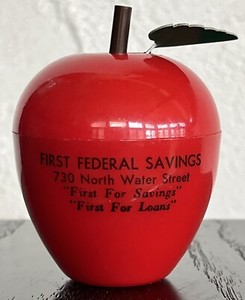 FIRST FEDERAL SAVINGS
730 North Water Street
"First For Savings"
"First For Loans"